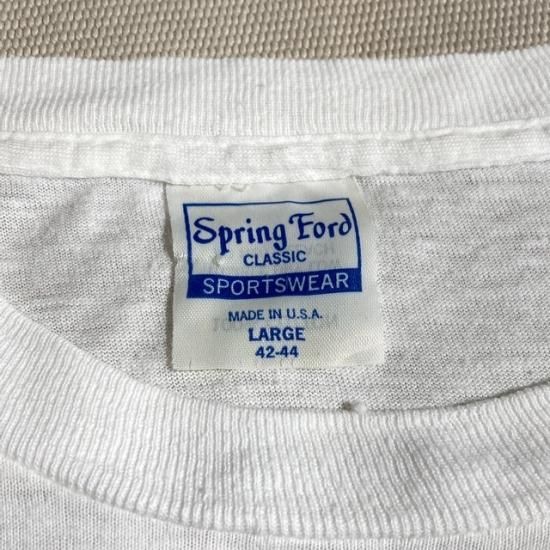 Spring Ford
CLASSIC
SPORTSWEAR
MADE IN U.S.A.
LARGE
42-44